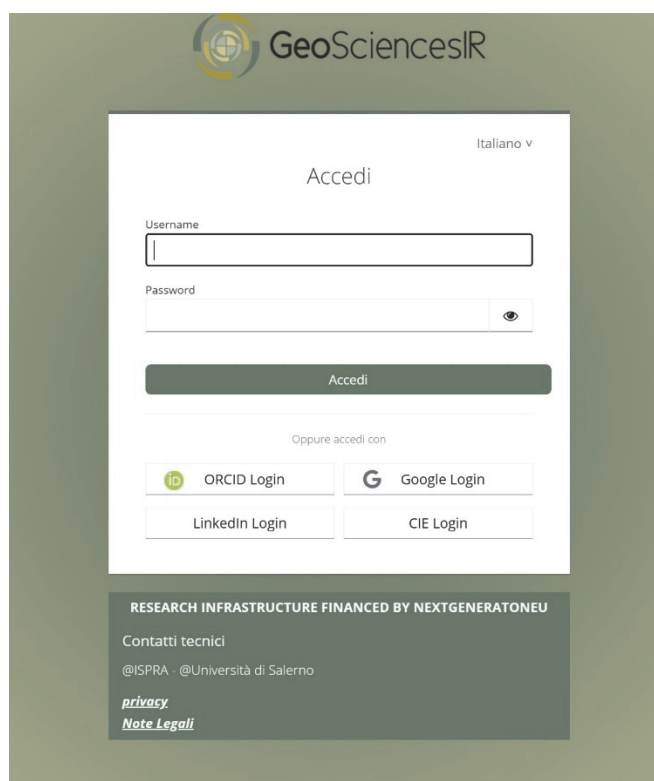 GeoSciencesIR
Italiano
Accedi
Username
Password
Accedi
Oppure accedi con
iD ORCID Login
G Google Login
LinkedIn Login
CIE Login
RESEARCH INFRASTRUCTURE FINANCED BY NEXTGENERATONEU
Contatti tecnici
@ISPRA - @Università di Salerno
privacy
Note Legali